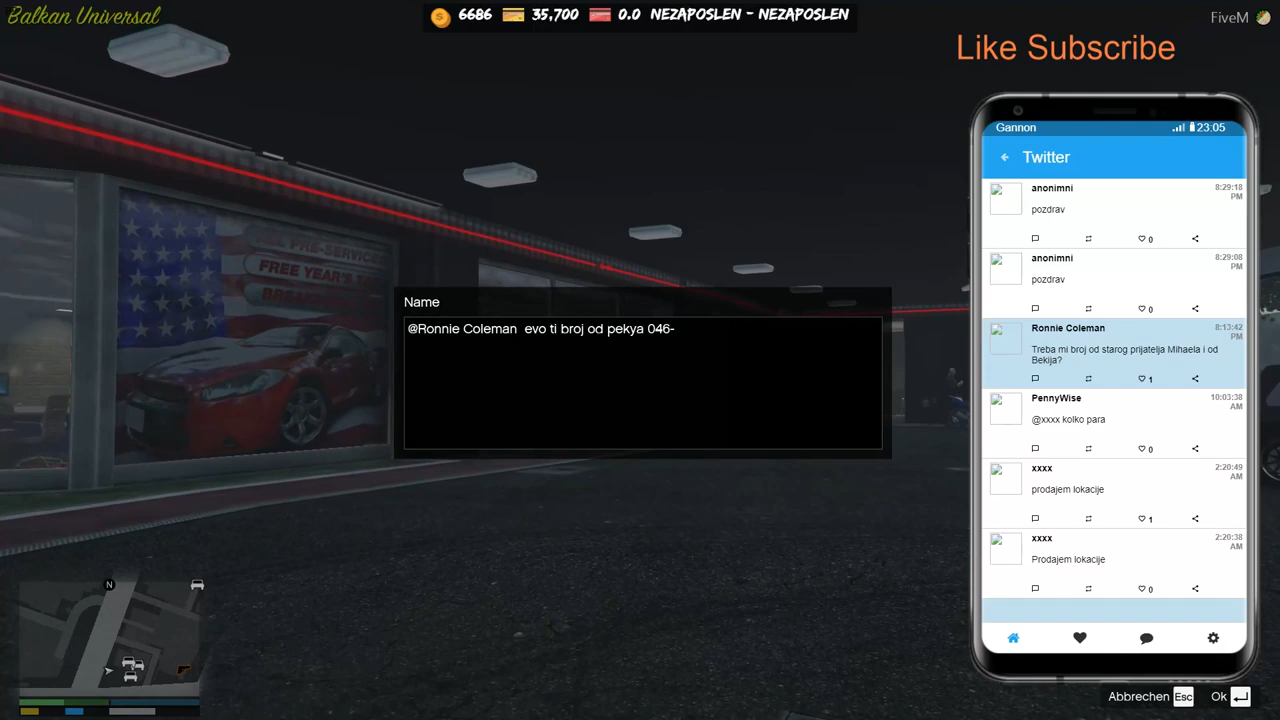 Balkan Universal
6686 35,700 0.0 NEZAPOSLEN - NEZAPOSLEN
FiveM
Like Subscribe
FREE YEAR'S
Name
@Ronnie Coleman  evo ti broj od pekya 046-
Gannon 23:05
Twitter
anonimni 8:29:18
PM
pozdrav
0
anonimni 8:29:08
PM
pozdrav
0
Ronnie Coleman 8:13:42
PM
Treba mi broj od starog prijatelja Mihaela i od
Bekija?
1
PennyWise 10:03:38
AM
@xxxx kolko para
0
xxxx 2:20:49
AM
prodajem lokacije
1
xxxx 2:20:38
AM
Prodajem lokacije
0
N
Abbrechen Esc Ok